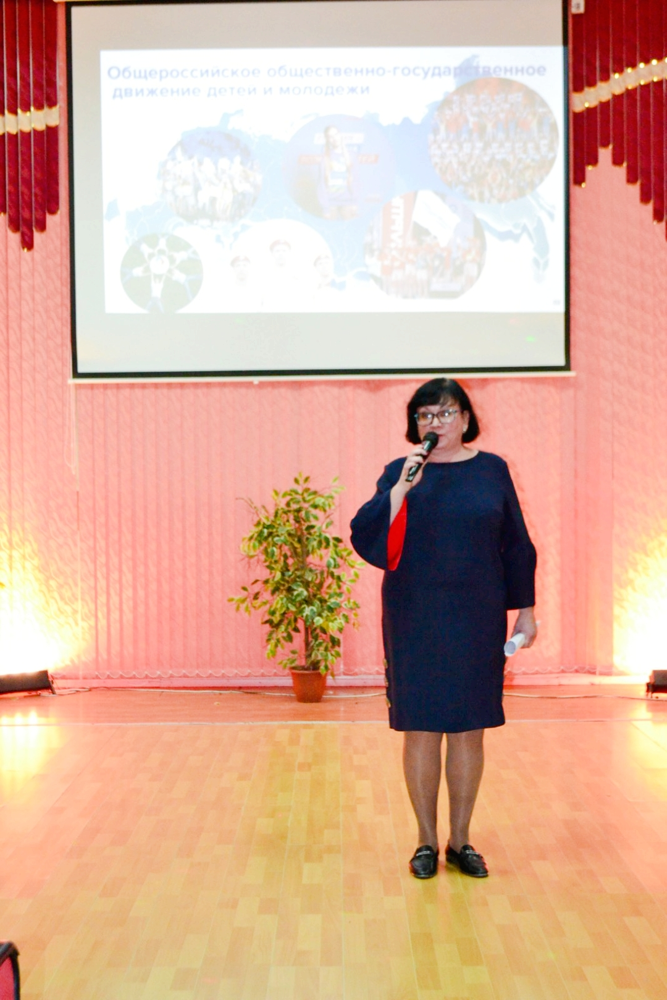 Общероссийское общественно-государственное
движение детей и молодежи